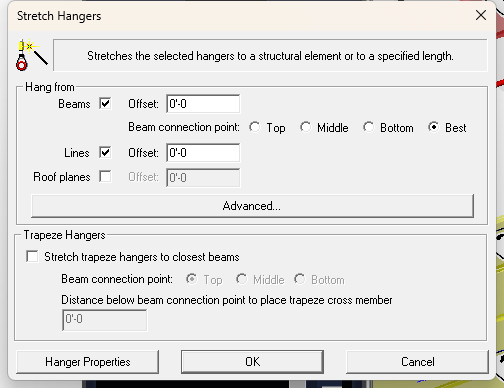 Stretch Hangers
Stretches the selected hangers to a structural element or to a specified length.
Hang from
Beams Offset: 0'-0
Beam connection point: Top Middle Bottom Best
Lines Offset: 0'-0
Roof planes Offset: 0'-0
Advanced...
Trapeze Hangers
Stretch trapeze hangers to closest beams
Beam connection point: Top Middle Bottom
Distance below beam connection point to place trapeze cross member
0'-0
Hanger Properties OK Cancel